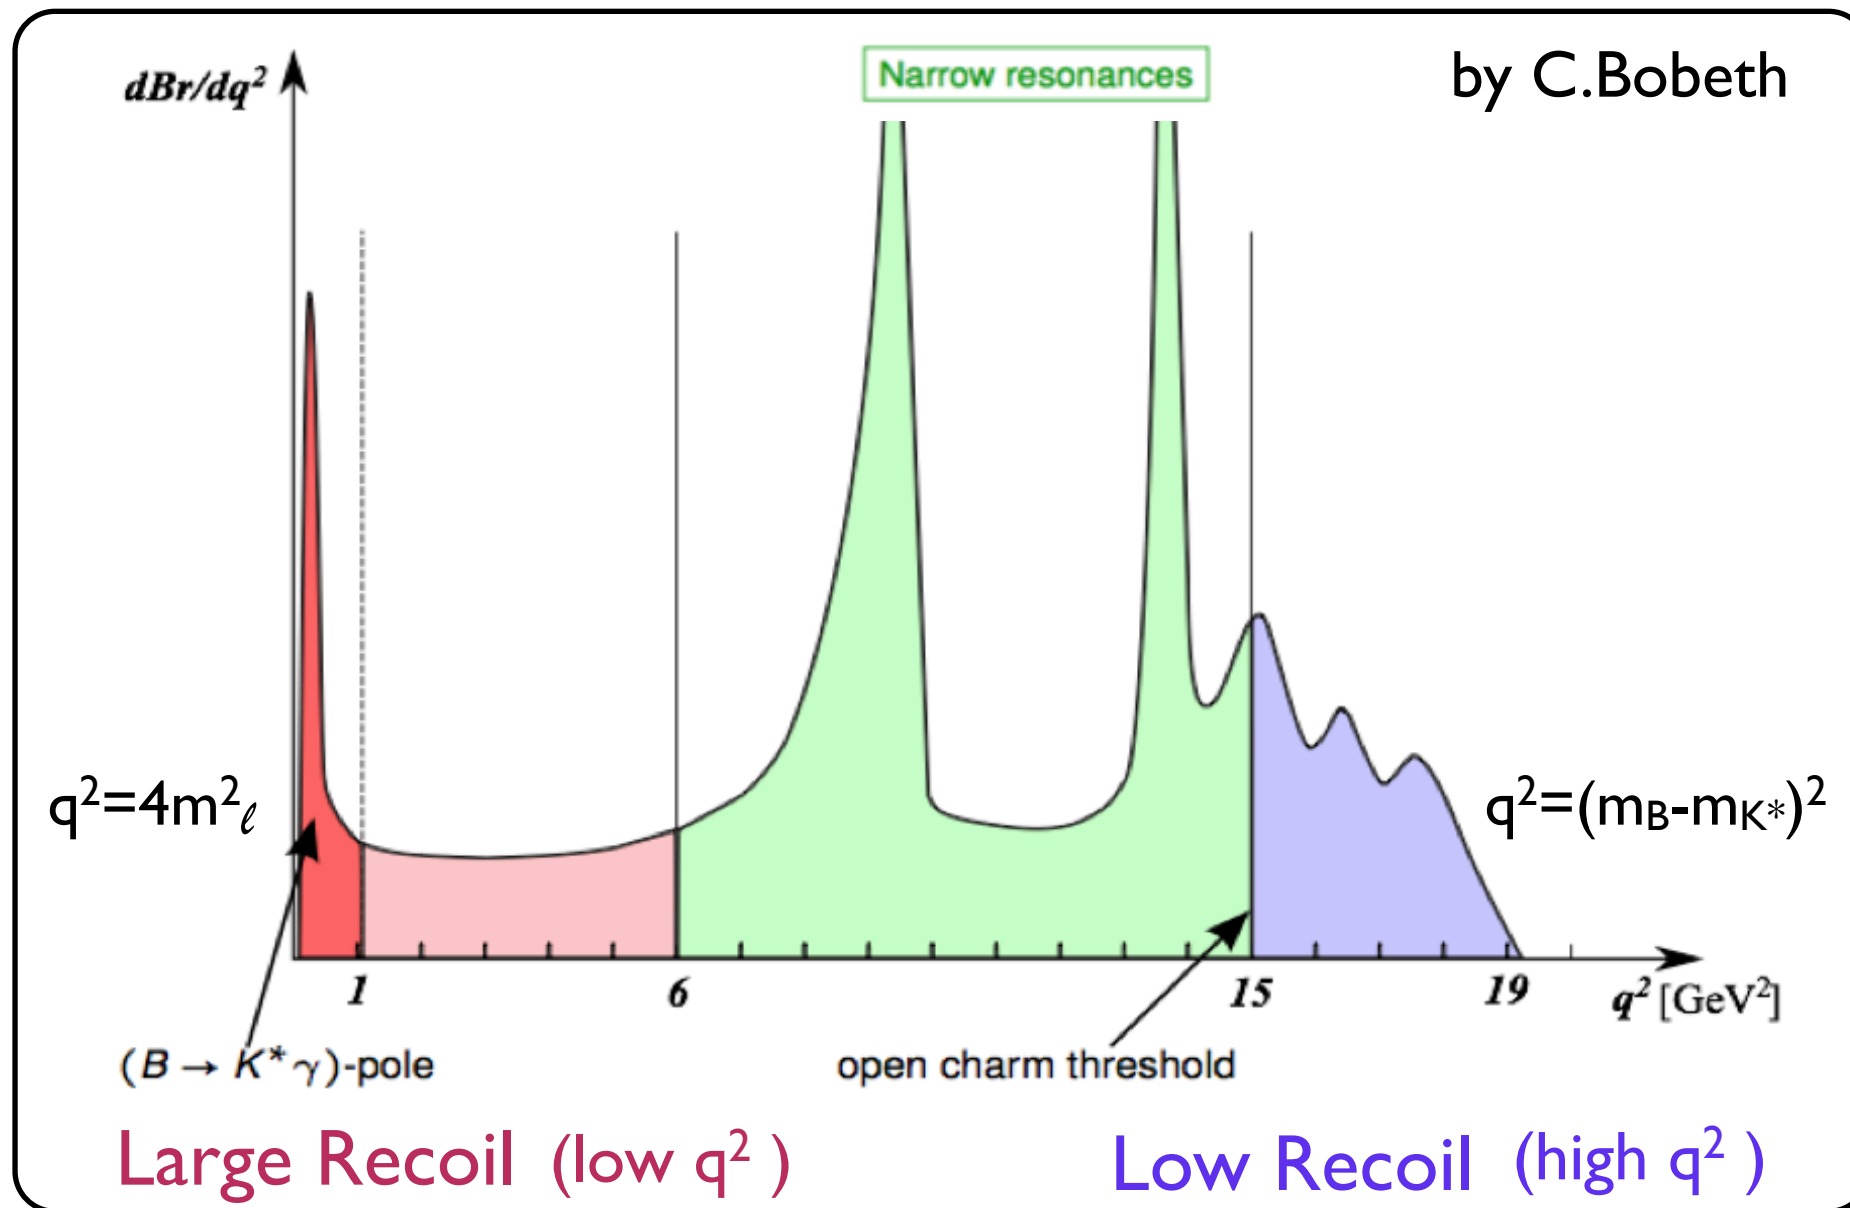 dBr/dq²
Narrow resonances
by C.Bobeth
q²=4m²ℓ
q²=(mB-mK*)²
1
6
15
19
q² [GeV²]
(B → K* γ)-pole
open charm threshold
Large Recoil (low q² )
Low Recoil (high q² )